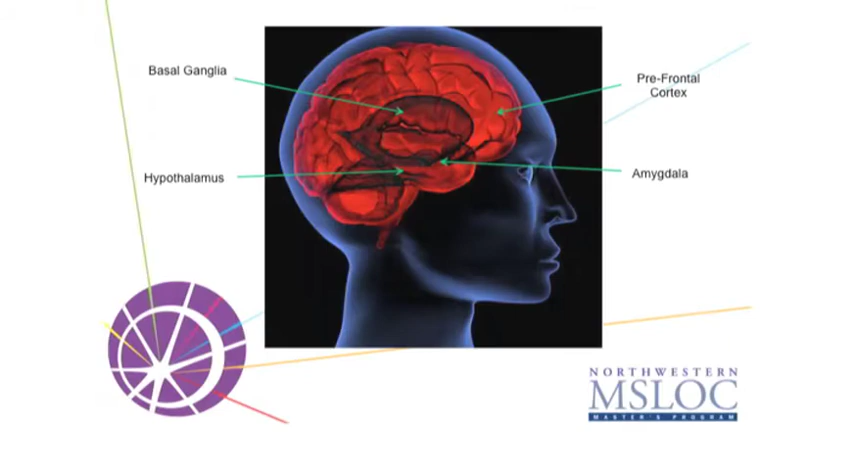 Basal Ganglia
Pre-Frontal
Cortex
Hypothalamus
Amygdala
NORTHWESTERN
MSLOC
MASTER'S PROGRAM